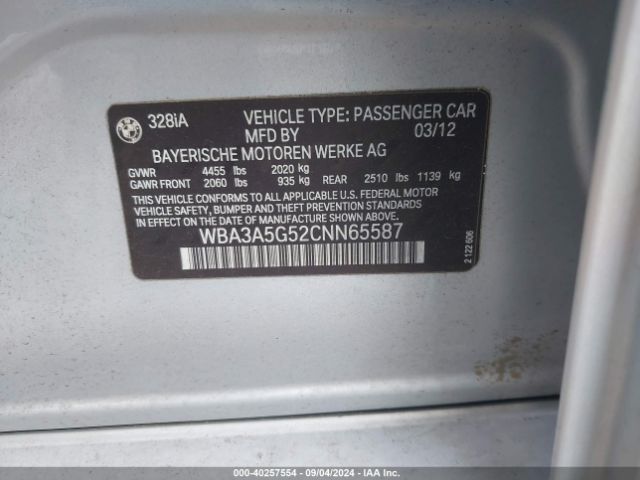 BMW
328iA VEHICLE TYPE: PASSENGER CAR
MFD BY 03/12
BAYERISCHE MOTOREN WERKE AG
GVWR 4455 lbs 2020 kg
GAWR FRONT 2060 lbs 935 kg REAR 2510 lbs 1139 kg
THIS VEHICLE CONFORMS TO ALL APPLICABLE U.S. FEDERAL MOTOR
VEHICLE SAFETY, BUMPER AND THEFT PREVENTION STANDARDS
IN EFFECT ON THE DATE OF MANUFACTURE SHOWN ABOVE.
WBA3A5G52CNN65587
2 122 606
000-40257554 - 09/04/2024 - IAA Inc.